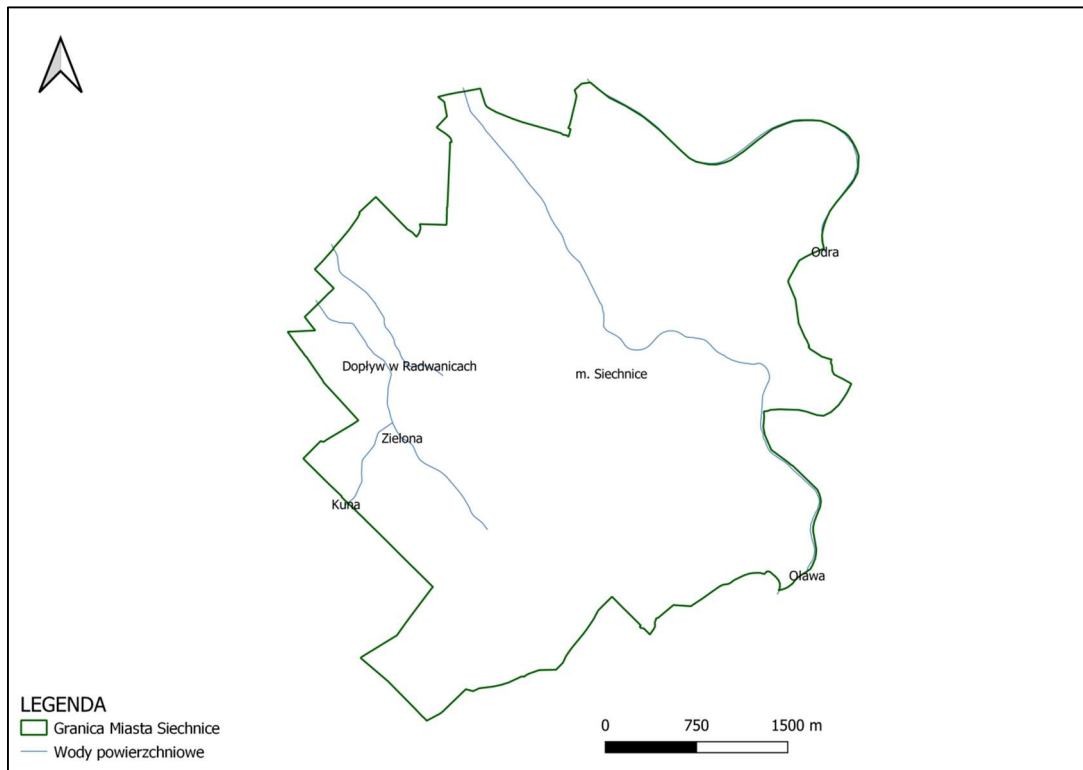 Odra
Dopływ w Radwanicach
m. Siechnice
Zielona
Kuna
Oława
LEGENDA
Granica Miasta Siechnice
Wody powierzchniowe
0 750 1500 m